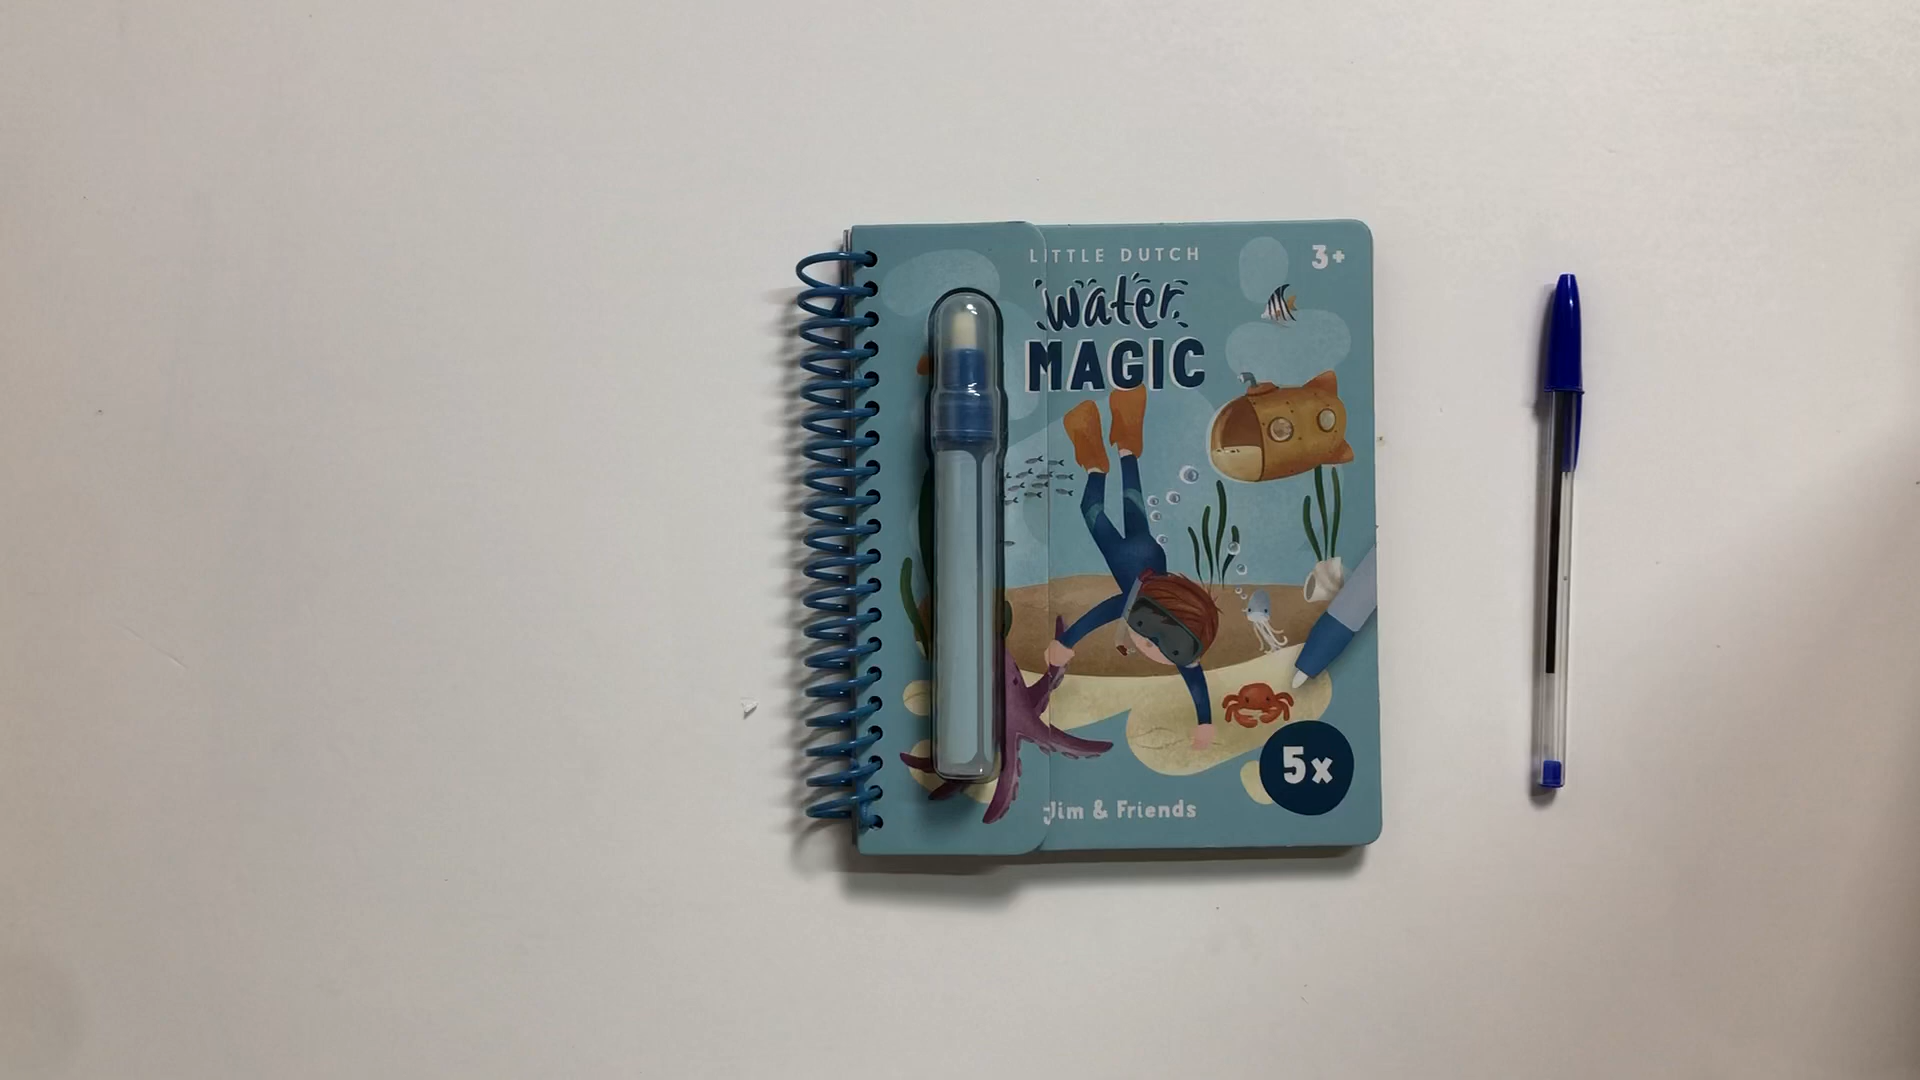 LITTLE DUTCH
3+
Water
MAGIC
5x
Jim & Friends